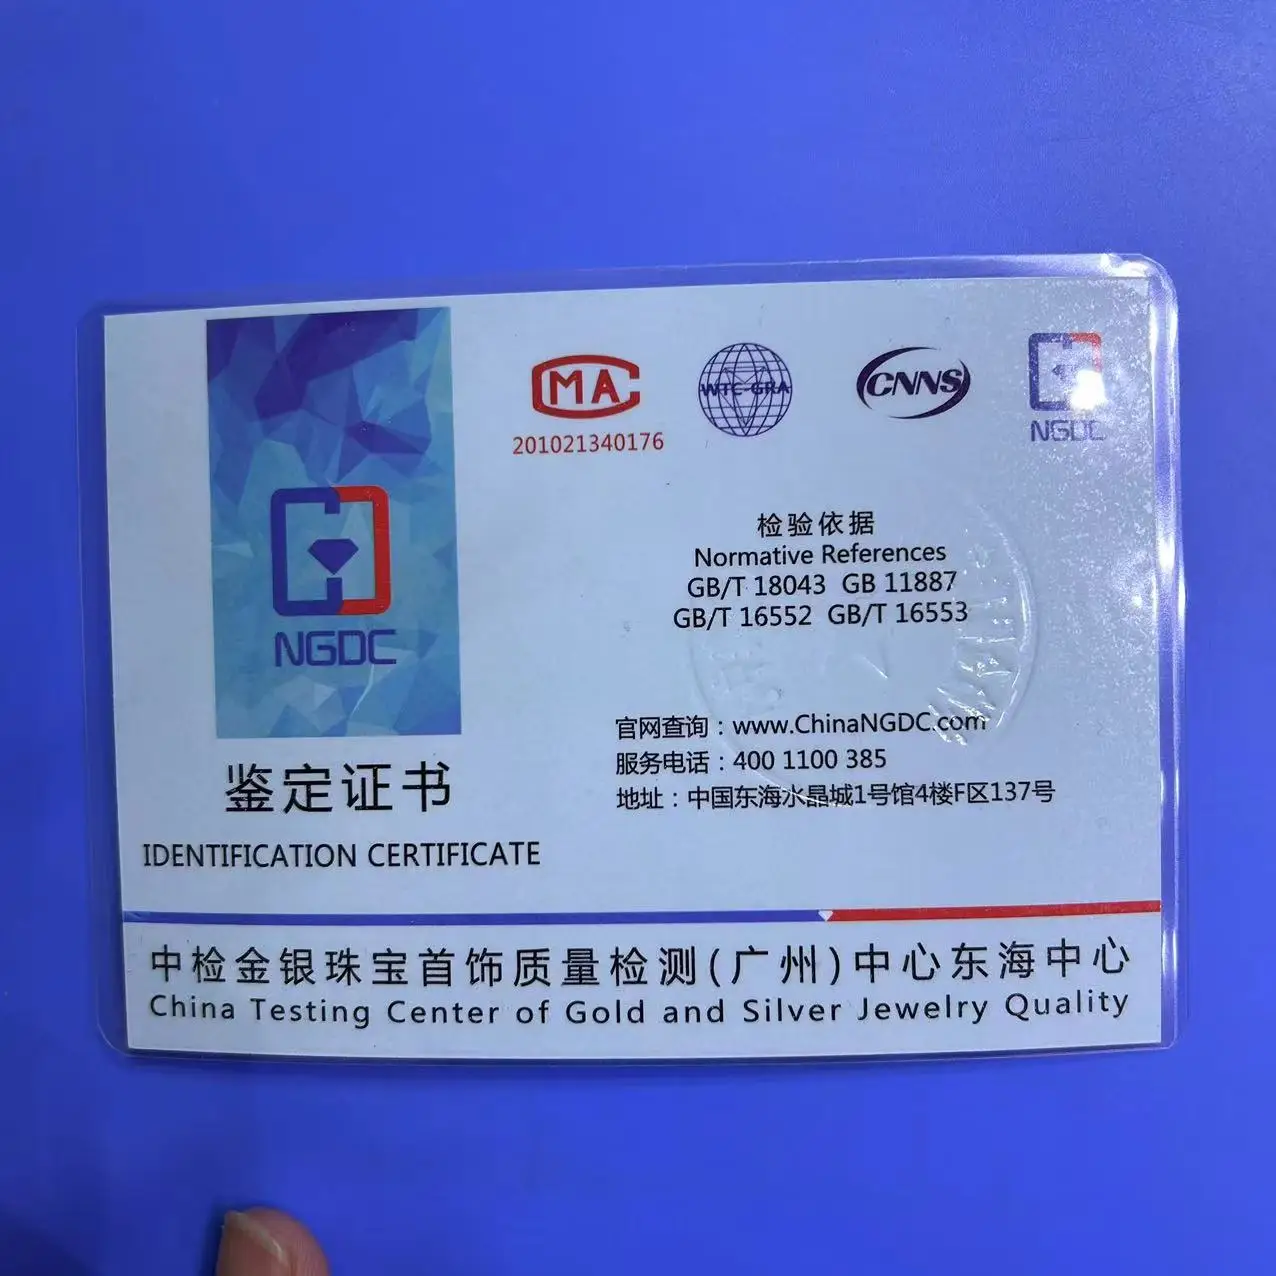 CMA
201021340176
WTC-GRA
CNNS
NGDC
NGDC
检验依据
Normative References
GB/T 18043 GB 11887
GB/T 16552 GB/T 16553
官网查询：www.ChinaNGDC.com
服务电话：400 1100 385
地址：中国东海水晶城1号馆4楼F区137号
鉴定证书
IDENTIFICATION CERTIFICATE
中检金银珠宝首饰质量检测(广州)中心东海中心
China Testing Center of Gold and Silver Jewelry Quality